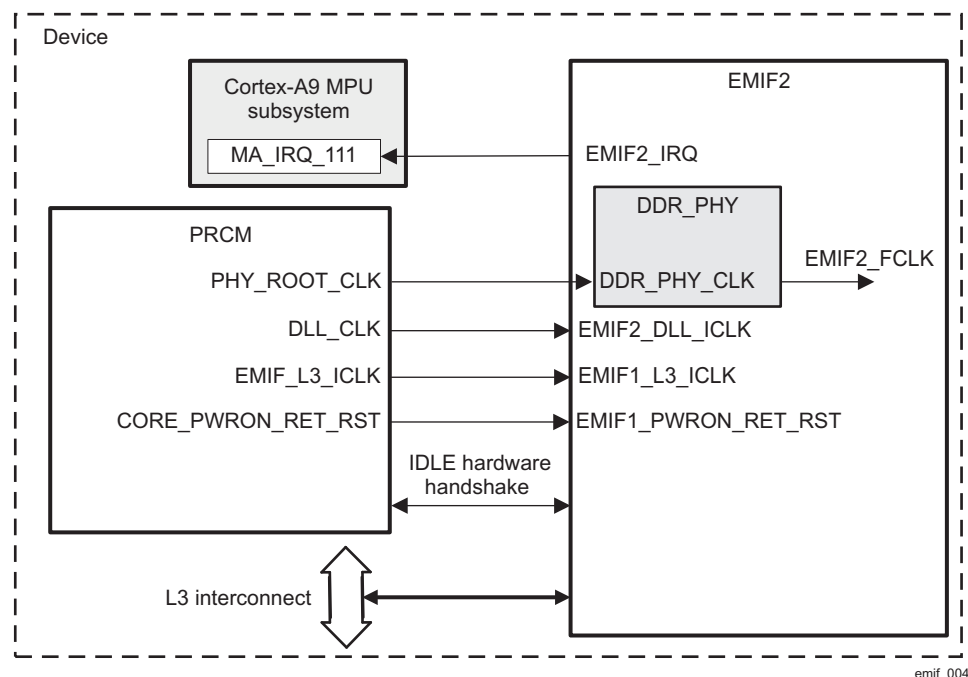 Device
Cortex-A9 MPU
subsystem
MA_IRQ_111
EMIF2
EMIF2_IRQ
DDR_PHY
PRCM
EMIF2_FCLK
PHY_ROOT_CLK
DDR_PHY_CLK
DLL_CLK
EMIF2_DLL_ICLK
EMIF_L3_ICLK
EMIF1_L3_ICLK
CORE_PWRON_RET_RST
EMIF1_PWRON_RET_RST
IDLE hardware
handshake
L3 interconnect
emif_004